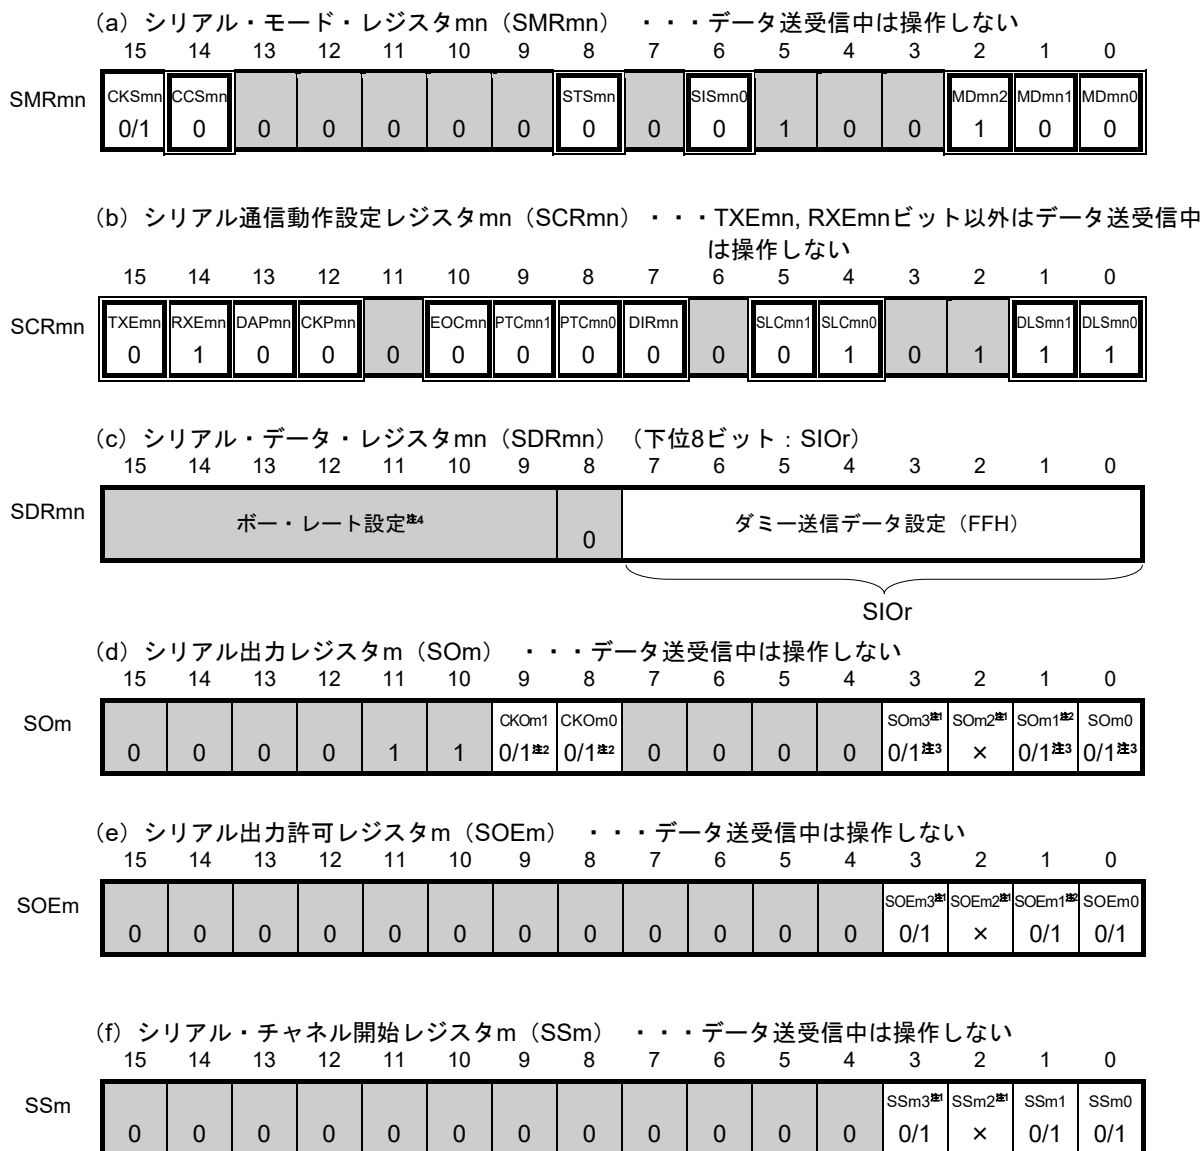 (a) シリアル・モード・レジスタmn（SMRmn） ・・・データ送受信中は操作しない
15 14 13 12 11 10 9 8 7 6 5 4 3 2 1 0
SMRmn CKSmn CCSmn STSmn SISmn0 MDmn2 MDmn1 MDmn0
0/1 0 0 0 0 0 0 0 0 0 1 0 0 1 0 0
(b) シリアル通信動作設定レジスタmn（SCRmn）・・・TXEmn, RXEmnビット以外はデータ送受信中
は操作しない
15 14 13 12 11 10 9 8 7 6 5 4 3 2 1 0
SCRmn TXEmn RXEmn DAPmn CKPmn EOCmn PTCmn1 PTCmn0 DIRmn SLCmn1 SLCmn0 DLSmn1 DLSmn0
0 1 0 0 0 0 0 0 0 0 0 1 0 1 1 1
(c) シリアル・データ・レジスタmn（SDRmn）（下位8ビット：SIOr）
15 14 13 12 11 10 9 8 7 6 5 4 3 2 1 0
SDRmn ボー・レート設定注4 0 ダミー送信データ設定（FFH）
SIOr
(d) シリアル出力レジスタm（SOm） ・・・データ送受信中は操作しない
15 14 13 12 11 10 9 8 7 6 5 4 3 2 1 0
SOm CKOm1 CKOm0 SOm3注1 SOm2注1 SOm1注2 SOm0
0 0 0 0 1 1 0/1注2 0/1注2 0 0 0 0 0/1注3 × 0/1注3 0/1注3
(e) シリアル出力許可レジスタm（SOEm） ・・・データ送受信中は操作しない
15 14 13 12 11 10 9 8 7 6 5 4 3 2 1 0
SOEm SOEm3注1 SOEm2注1 SOEm1注2 SOEm0
0 0 0 0 0 0 0 0 0 0 0 0 0/1 × 0/1 0/1
(f) シリアル・チャネル開始レジスタm（SSm） ・・・データ送受信中は操作しない
15 14 13 12 11 10 9 8 7 6 5 4 3 2 1 0
SSm SSm3注1 SSm2注1 SSm1 SSm0
0 0 0 0 0 0 0 0 0 0 0 0 0/1 × 0/1 0/1